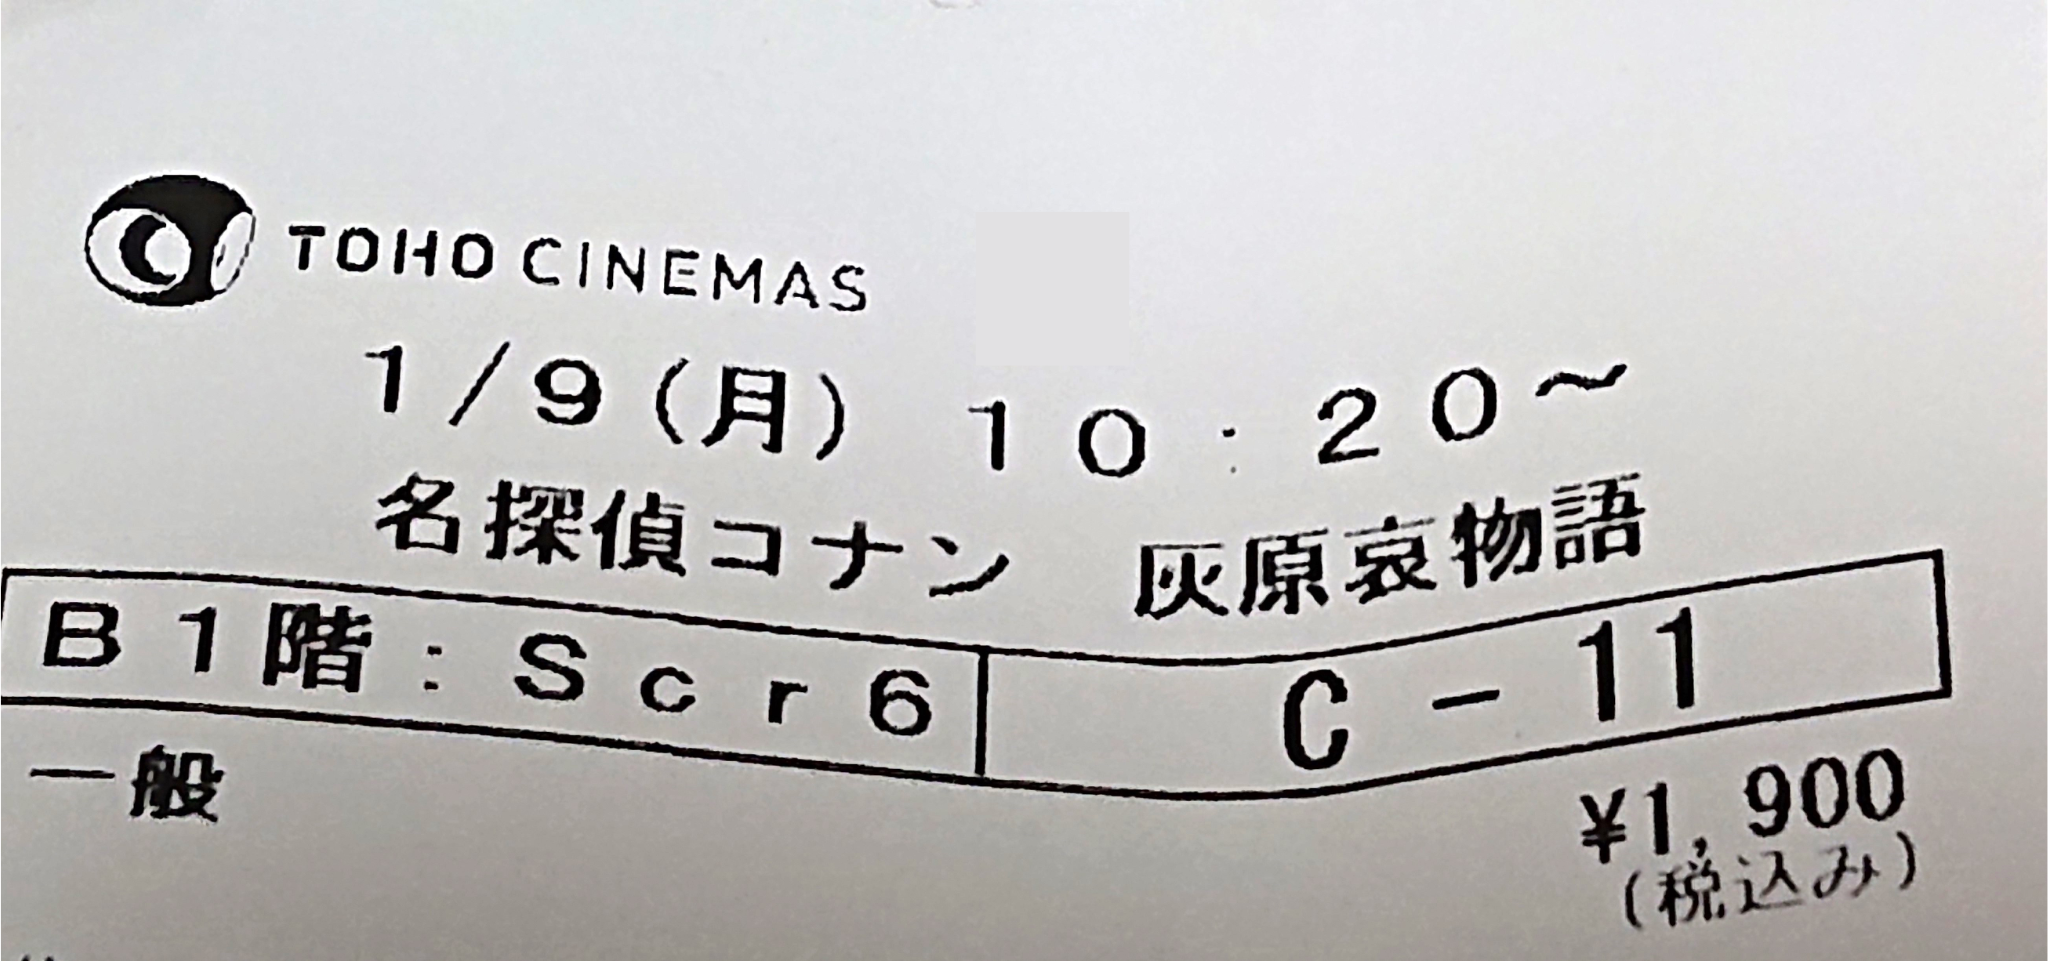 TOHO CINEMAS
1/9(月) 10:20～
名探偵コナン 灰原哀物語
B1階:Scr6 C-11
一般
¥1,900
(税込み)